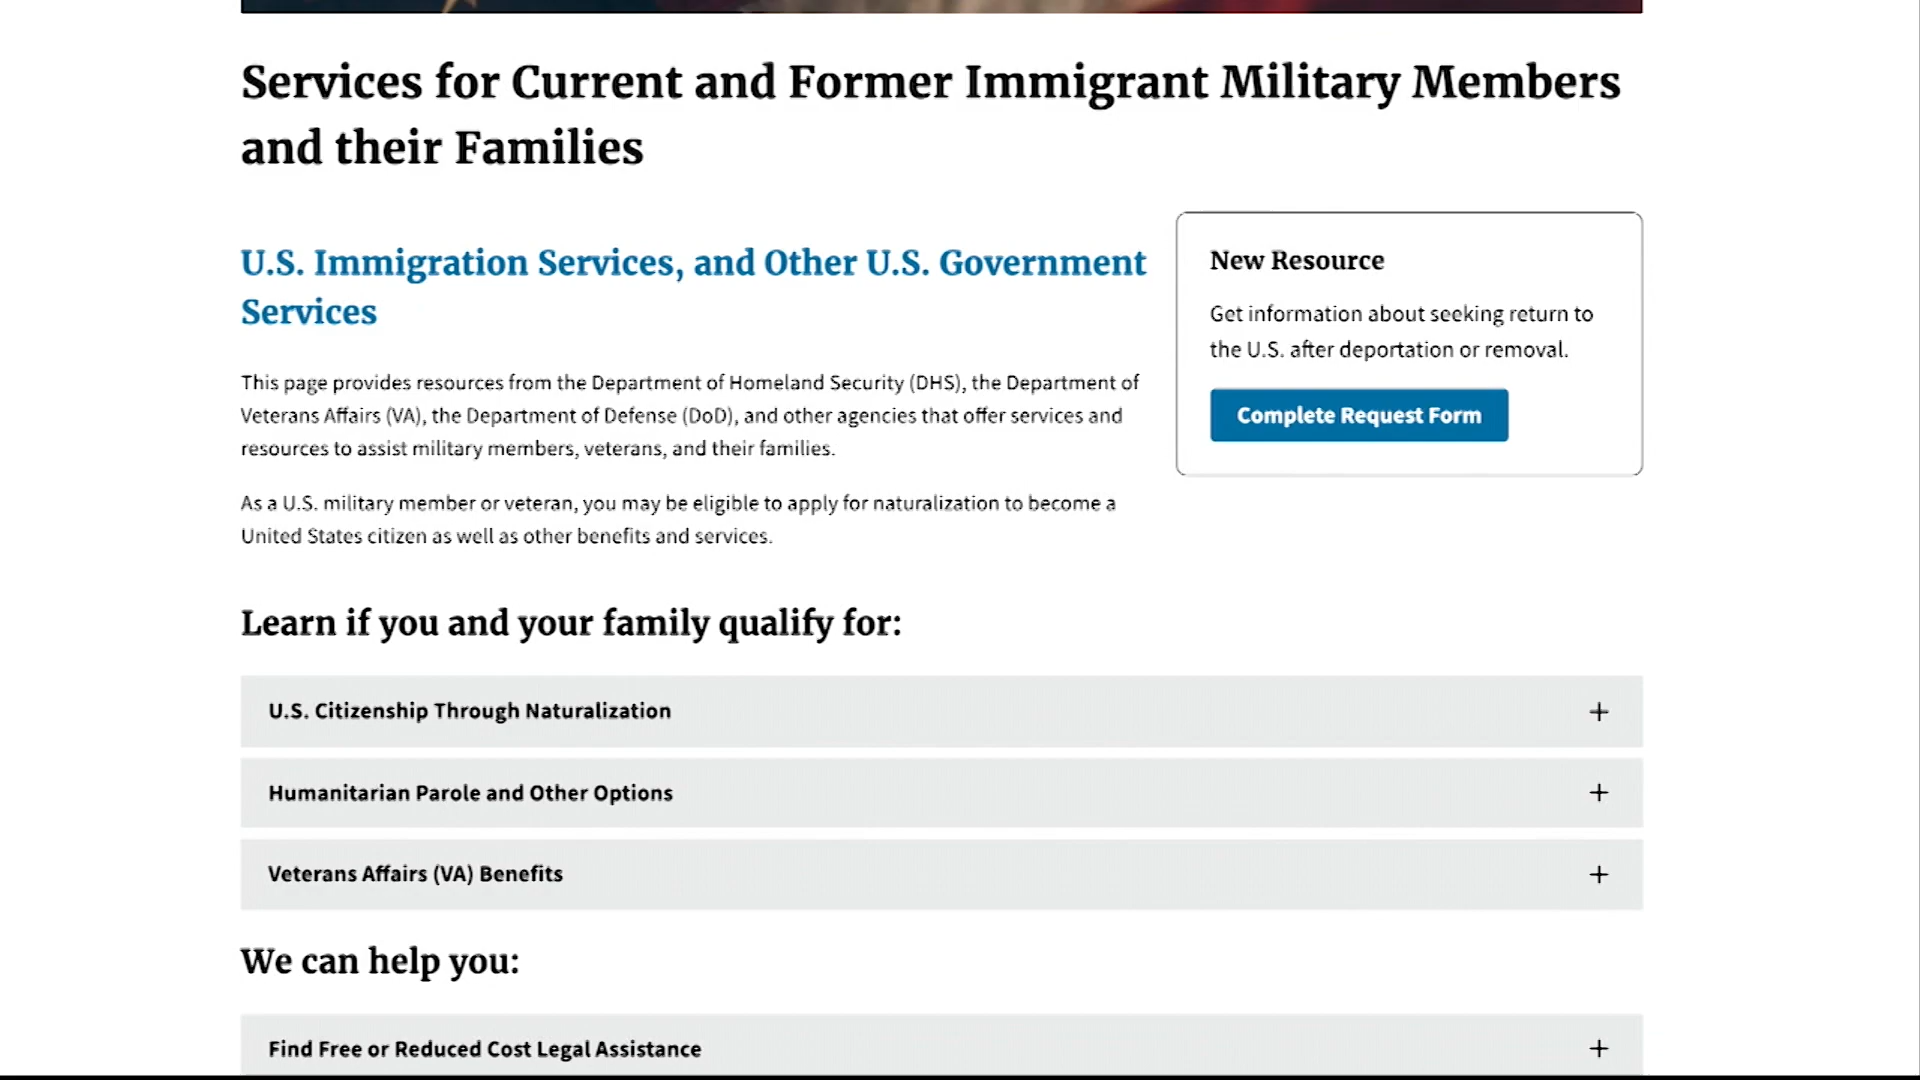 Services for Current and Former Immigrant Military Members
and their Families
U.S. Immigration Services, and Other U.S. Government
Services
This page provides resources from the Department of Homeland Security (DHS), the Department of
Veterans Affairs (VA), the Department of Defense (DoD), and other agencies that offer services and
resources to assist military members, veterans, and their families.
As a U.S. military member or veteran, you may be eligible to apply for naturalization to become a
United States citizen as well as other benefits and services.
New Resource
Get information about seeking return to
the U.S. after deportation or removal.
Complete Request Form
Learn if you and your family qualify for:
U.S. Citizenship Through Naturalization
Humanitarian Parole and Other Options
Veterans Affairs (VA) Benefits
We can help you:
Find Free or Reduced Cost Legal Assistance